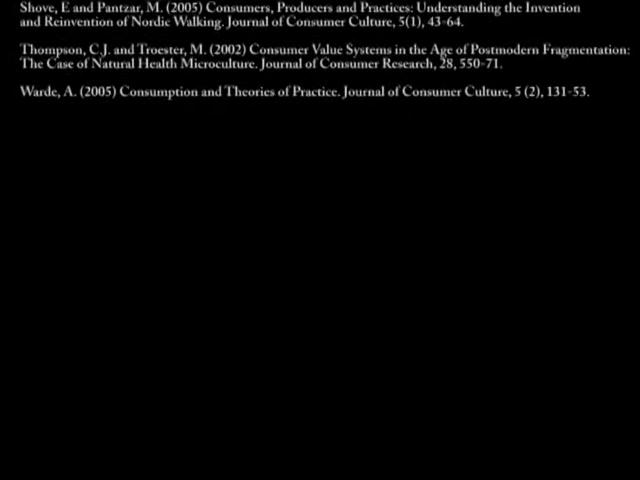 Shove, E and Pantzar, M. (2005) Consumers, Producers and Practices: Understanding the Invention
and Reinvention of Nordic Walking. Journal of Consumer Culture, 5(1), 43-64.
Thompson, C.J. and Troester, M. (2002) Consumer Value Systems in the Age of Postmodern Fragmentation:
The Case of Natural Health Microculture. Journal of Consumer Research, 28, 550-71.
Warde, A. (2005) Consumption and Theories of Practice. Journal of Consumer Culture, 5 (2), 131-53.